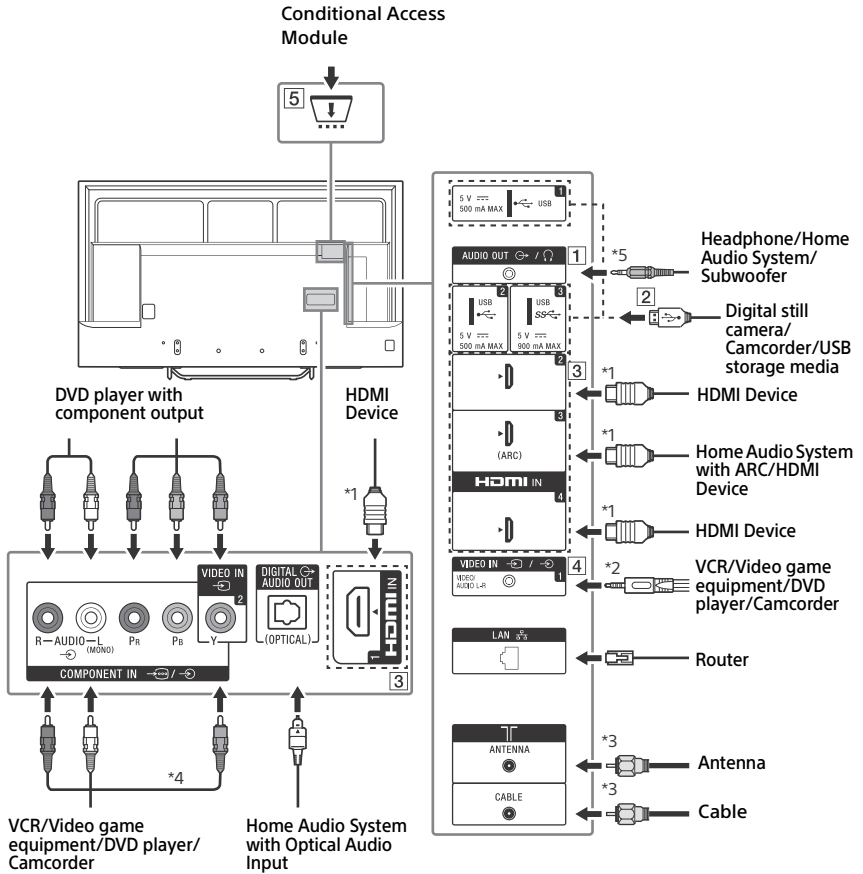 Conditional Access
Module
5
5 V
500 mA MAX
USB
1
AUDIO OUT /
1
*5
Headphone/Home
Audio System/
Subwoofer
2
USB
5 V
500 mA MAX
3
USB
SS
5 V
900 mA MAX
2
Digital still
camera/
Camcorder/USB
storage media
2
3
*1
HDMI Device
3
(ARC)
*1
Home Audio System
with ARC/HDMI
Device
HDMI IN
4
*1
HDMI Device
VIDEO IN /
4
VIDEO/
AUDIO L-R
1
*2
VCR/Video game
equipment/DVD
player/Camcorder
LAN
Router
ANTENNA
*3
Antenna
CABLE
*3
Cable
DVD player with
component output
HDMI
Device
*1
VIDEO IN
2
DIGITAL
AUDIO OUT
(OPTICAL)
HDMI IN
1
3
R-AUDIO-L
(MONO)
PR
PB
Y
COMPONENT IN /
*4
VCR/Video game
equipment/DVD player/
Camcorder
Home Audio System
with Optical Audio
Input